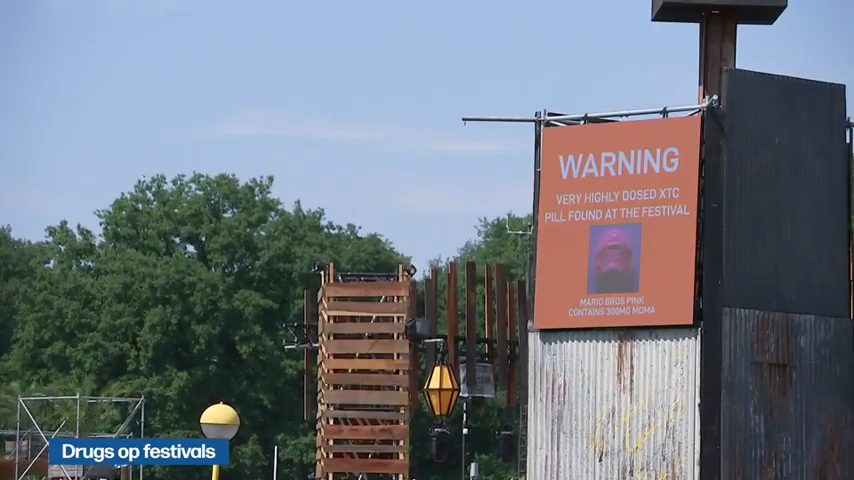 WARNING
VERY HIGHLY DOSED XTC
PILL FOUND AT THE FESTIVAL
MARIO BROS PINK
CONTAINS 300MG MDMA
Drugs op festivals